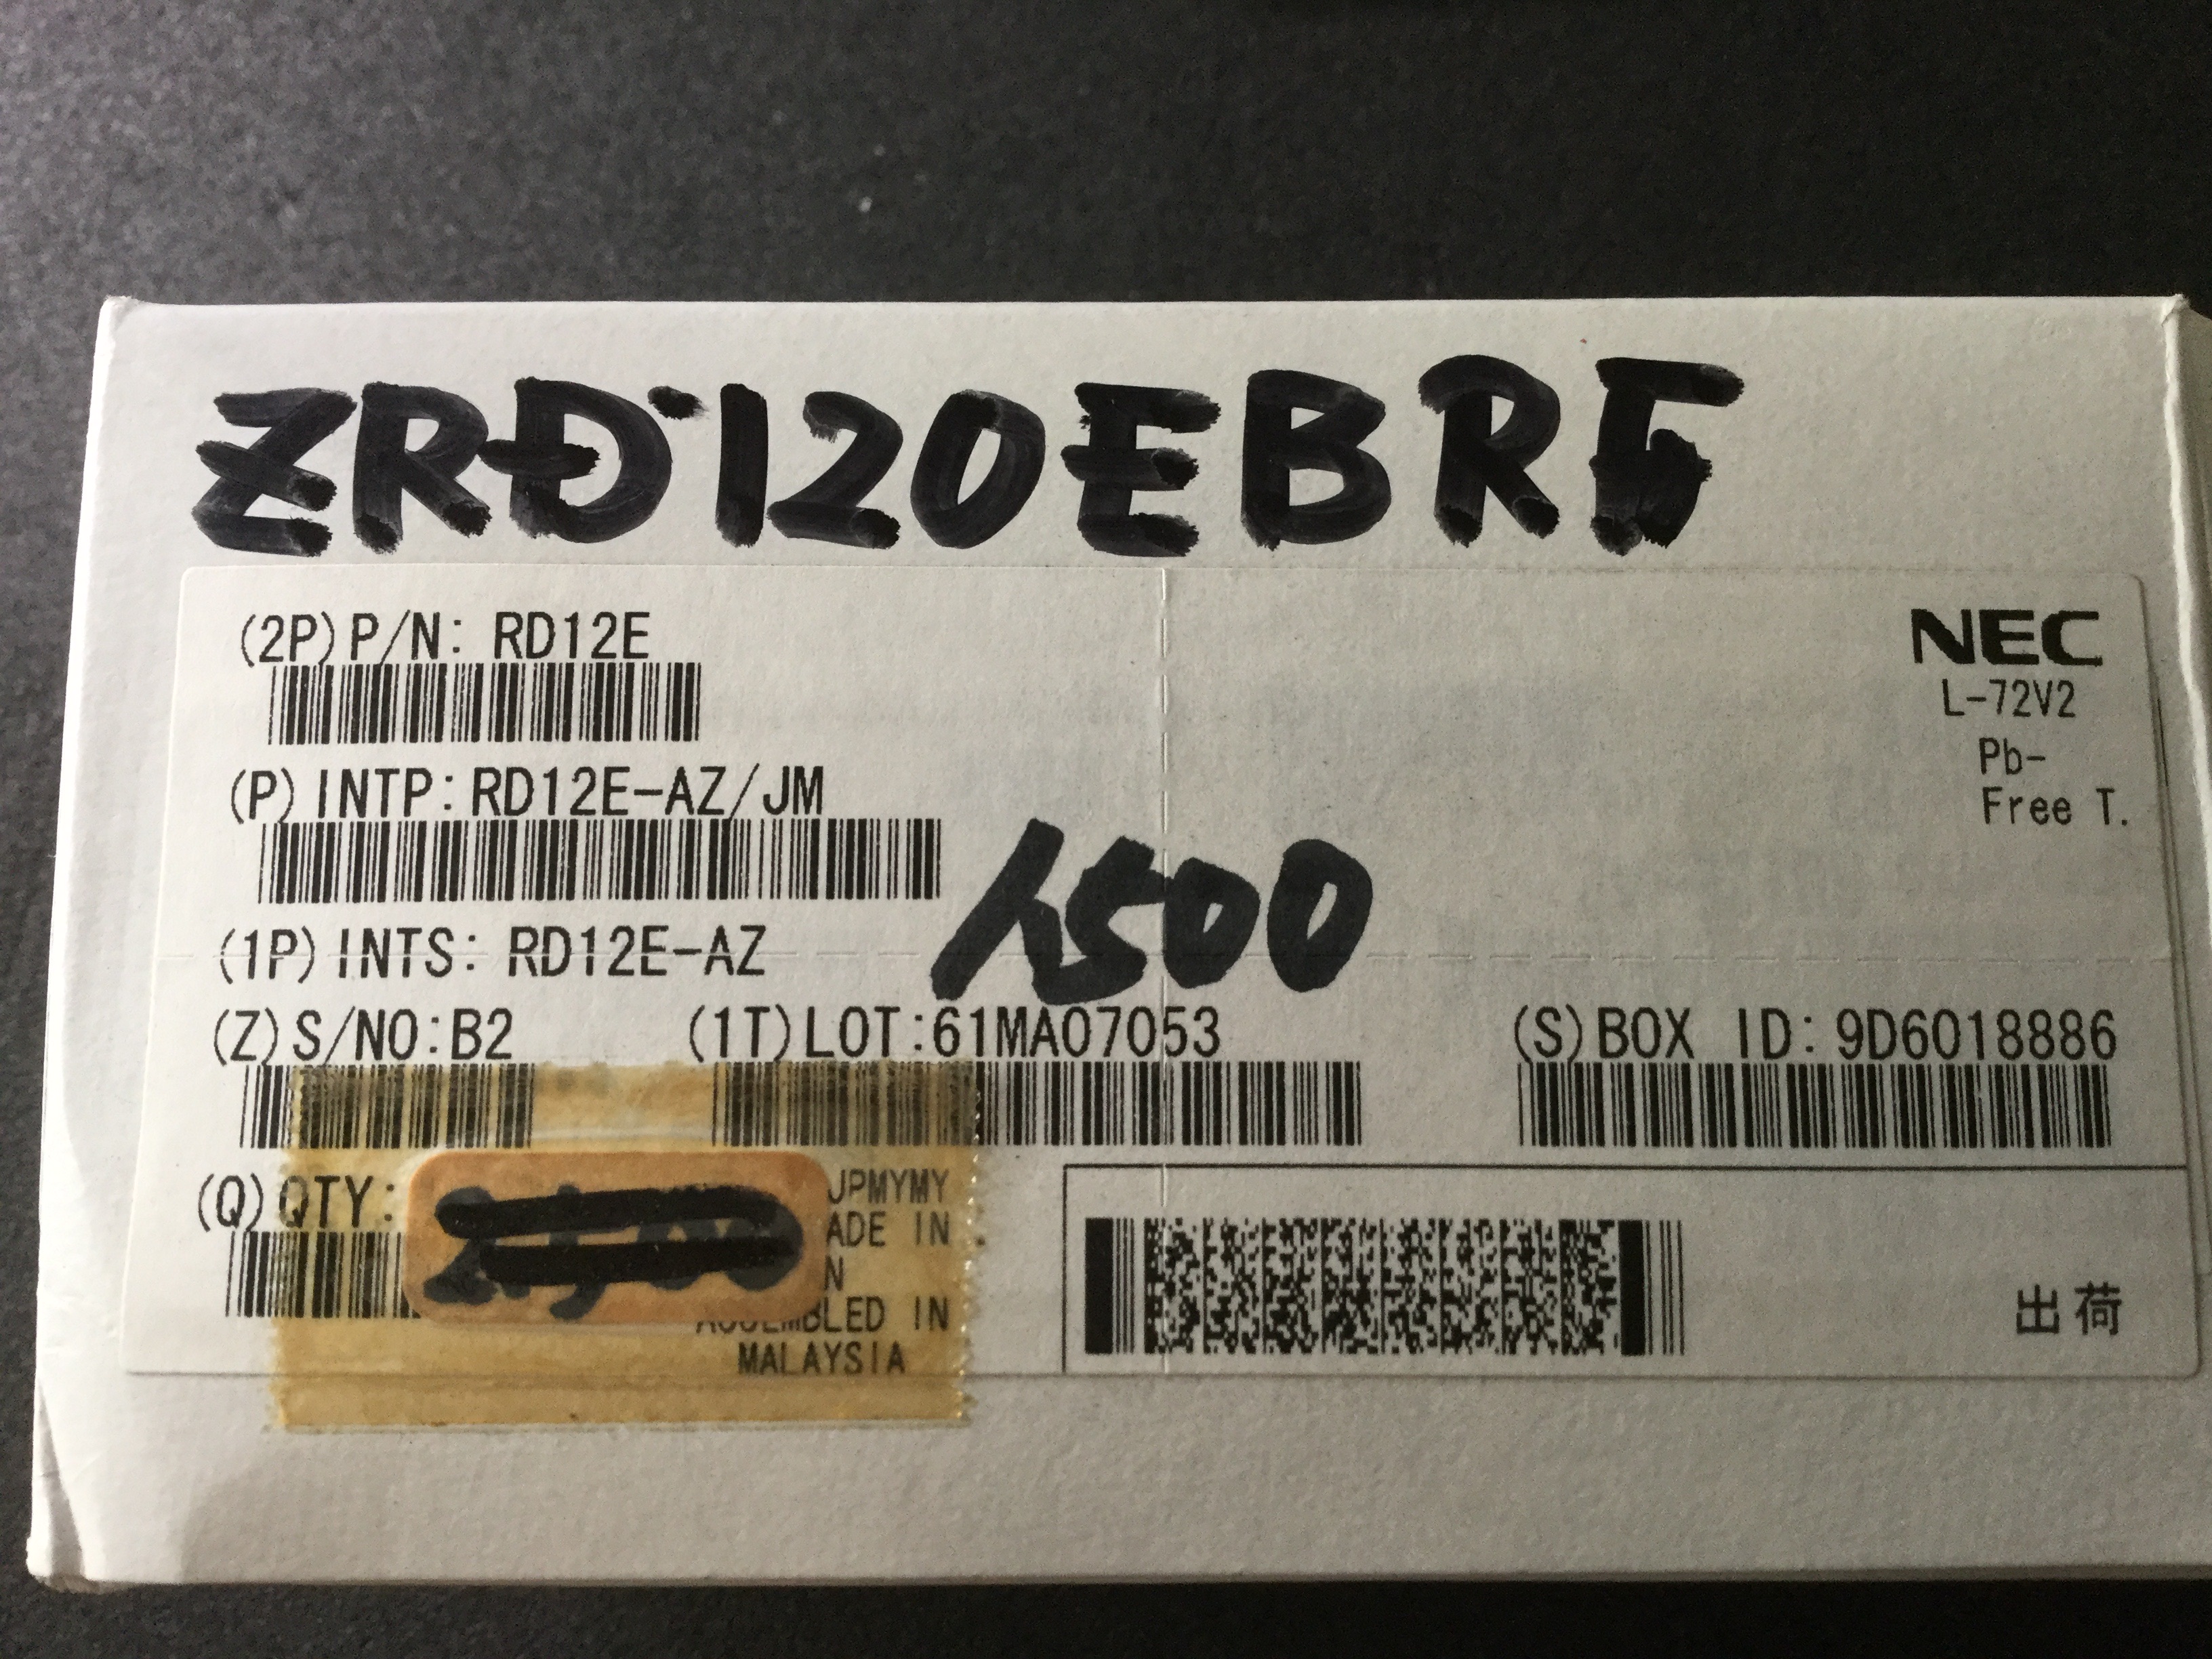 ZRD120EBRF
(2P)P/N: RD12E
NEC
L-72V2
Pb-
Free T.
(P)INTP:RD12E-AZ/JM
1500
(1P)INTS: RD12E-AZ
(Z)S/NO:B2
(1T)LOT:61MA07053
(S)BOX ID:9D6018886
(Q)QTY:
JPMYMY
ADE IN
N
ASSEMBLED IN
MALAYSIA
出荷